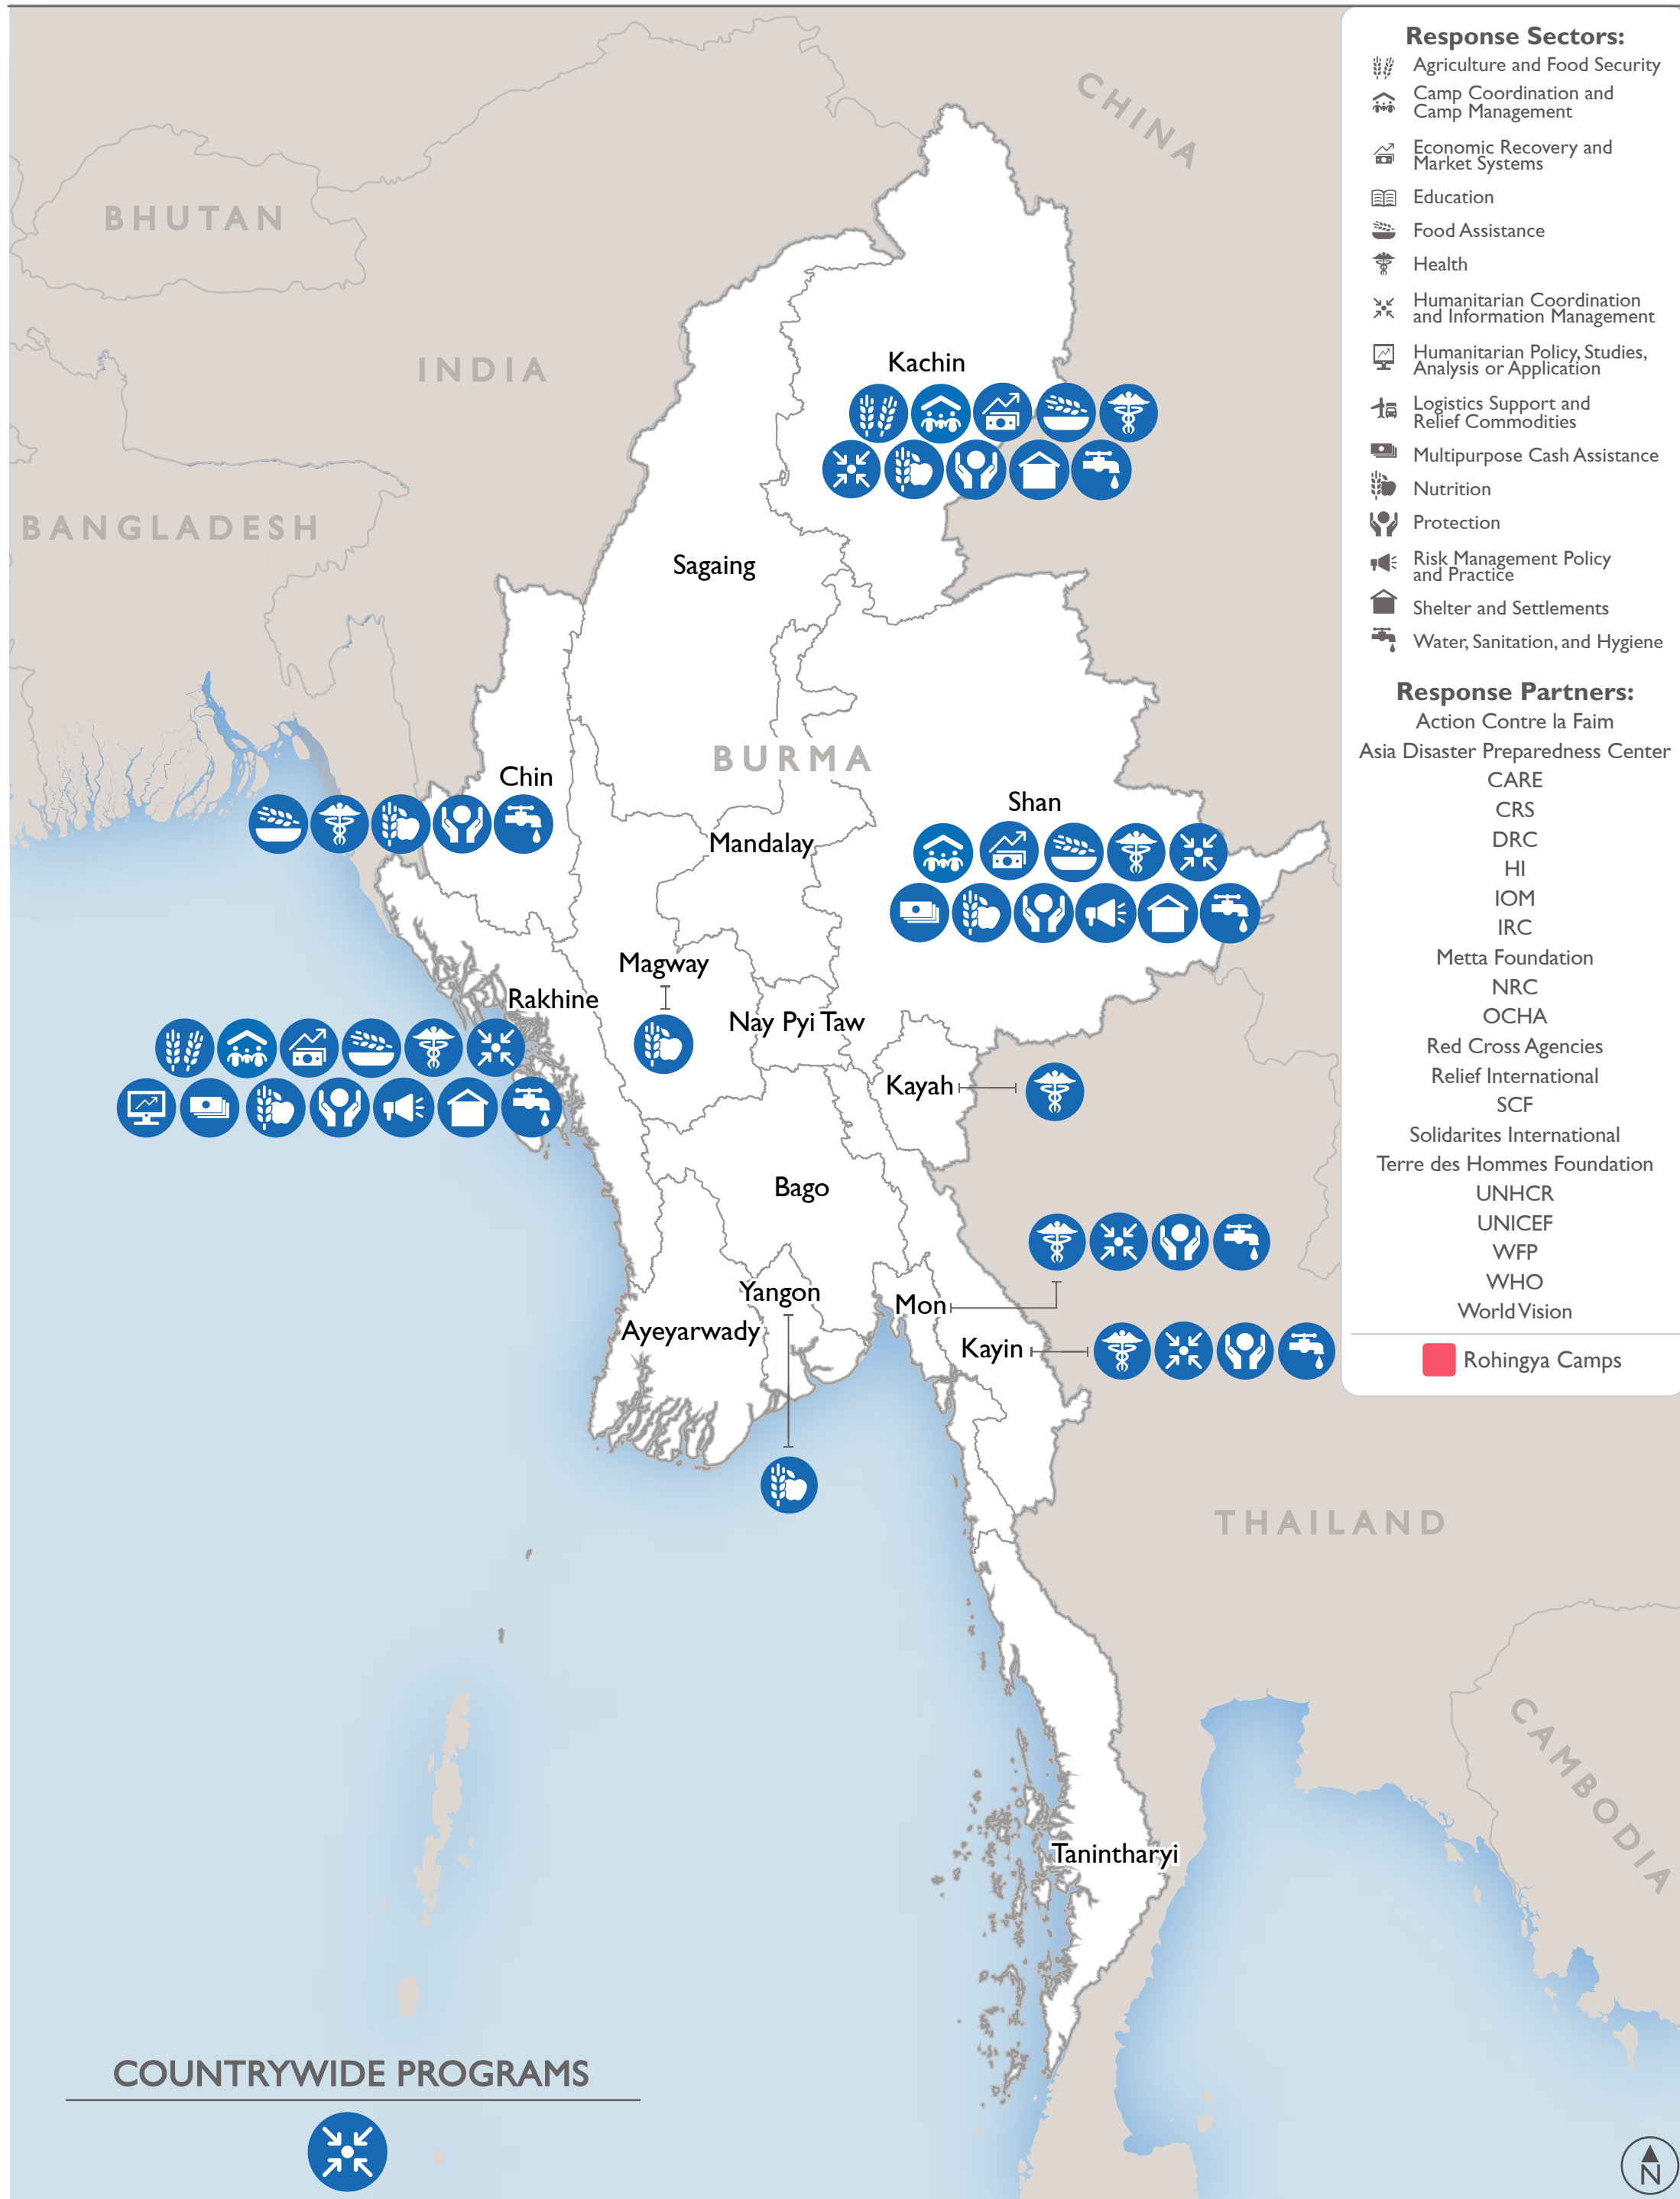 CHINA
BHUTAN
INDIA
BANGLADESH
Kachin
Sagaing
BURMA
Chin
Shan
Mandalay
Magway
Rakhine
Nay Pyi Taw
Kayah
Bago
Yangon
Mon
Ayeyarwady
Kayin
THAILAND
CAMBODIA
Tanintharyi
COUNTRYWIDE PROGRAMS
Response Sectors:
Agriculture and Food Security
Camp Coordination and
Camp Management
Economic Recovery and
Market Systems
Education
Food Assistance
Health
Humanitarian Coordination
and Information Management
Humanitarian Policy, Studies,
Analysis or Application
Logistics Support and
Relief Commodities
Multipurpose Cash Assistance
Nutrition
Protection
Risk Management Policy
and Practice
Shelter and Settlements
Water, Sanitation, and Hygiene
Response Partners:
Action Contre la Faim
Asia Disaster Preparedness Center
CARE
CRS
DRC
HI
IOM
IRC
Metta Foundation
NRC
OCHA
Red Cross Agencies
Relief International
SCF
Solidarites International
Terre des Hommes Foundation
UNHCR
UNICEF
WFP
WHO
World Vision
Rohingya Camps
N